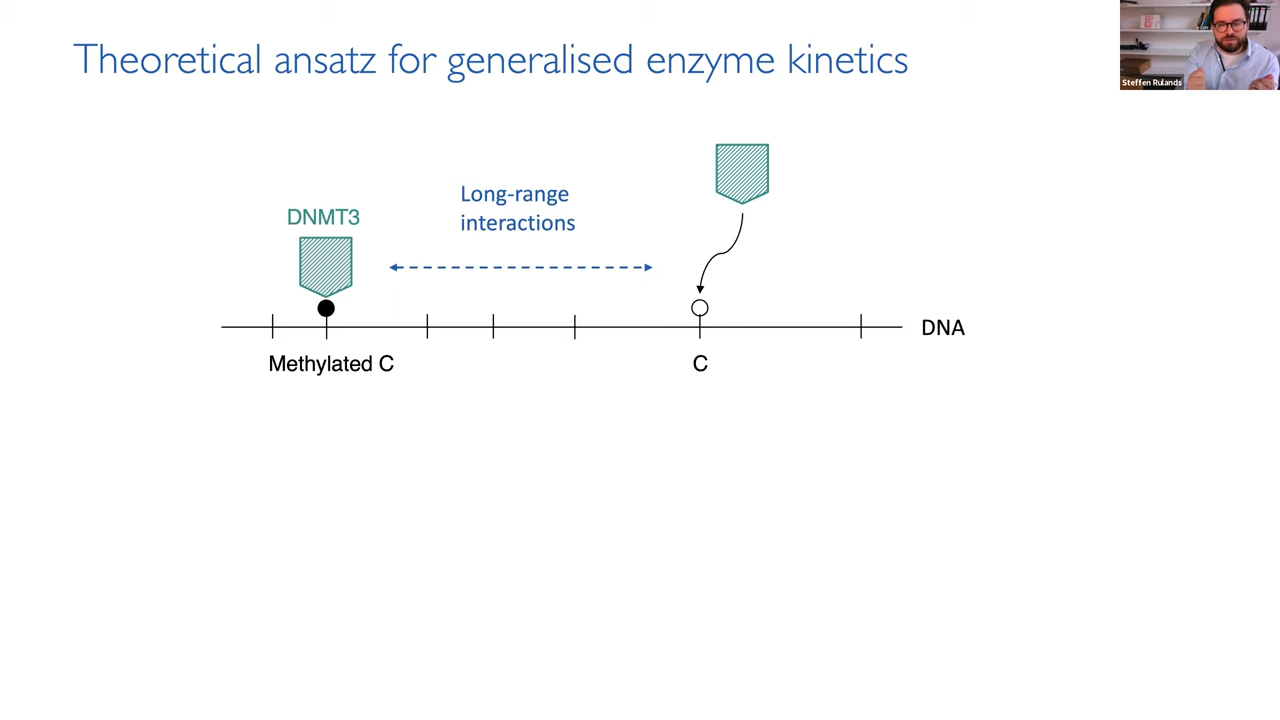 Theoretical ansatz for generalised enzyme kinetics
Steffen Rulands
Long-range
interactions
DNMT3
DNA
Methylated C
C